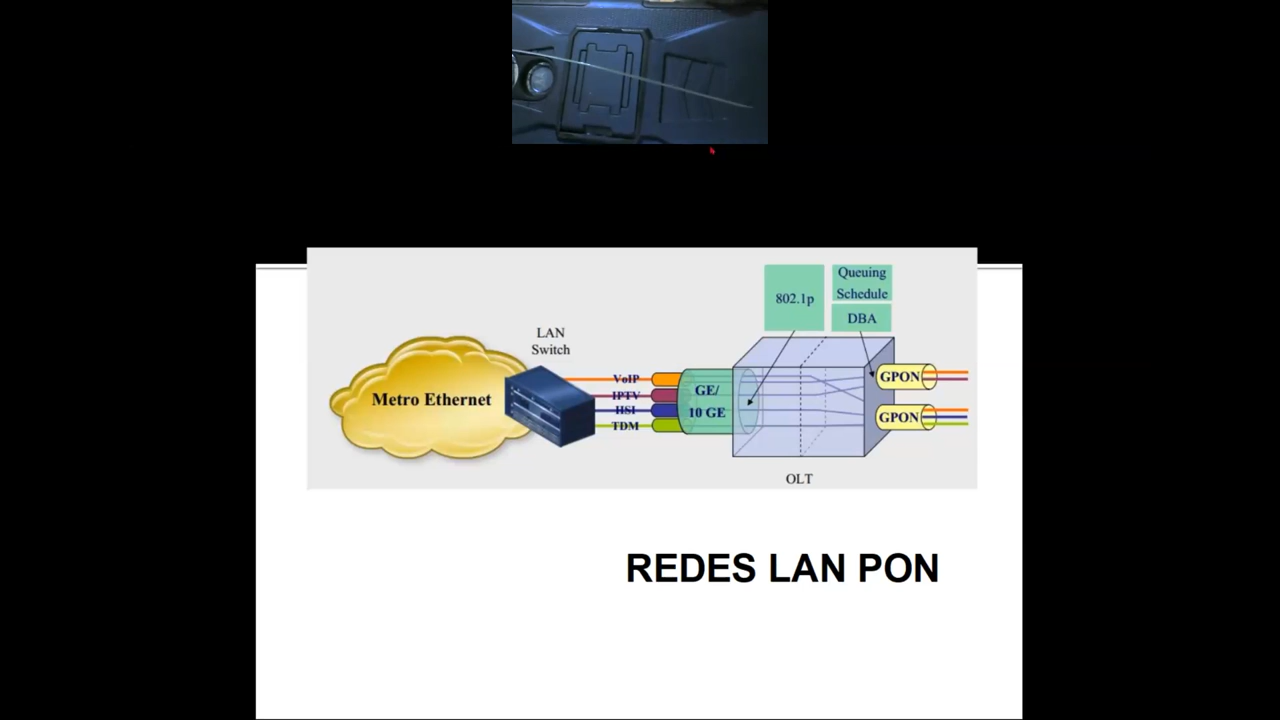 802.1p
Queuing
Schedule
DBA
LAN
Switch
Metro Ethernet
VoIP
IPTV
HSI
TDM
GE/
10 GE
GPON
GPON
OLT
REDES LAN PON